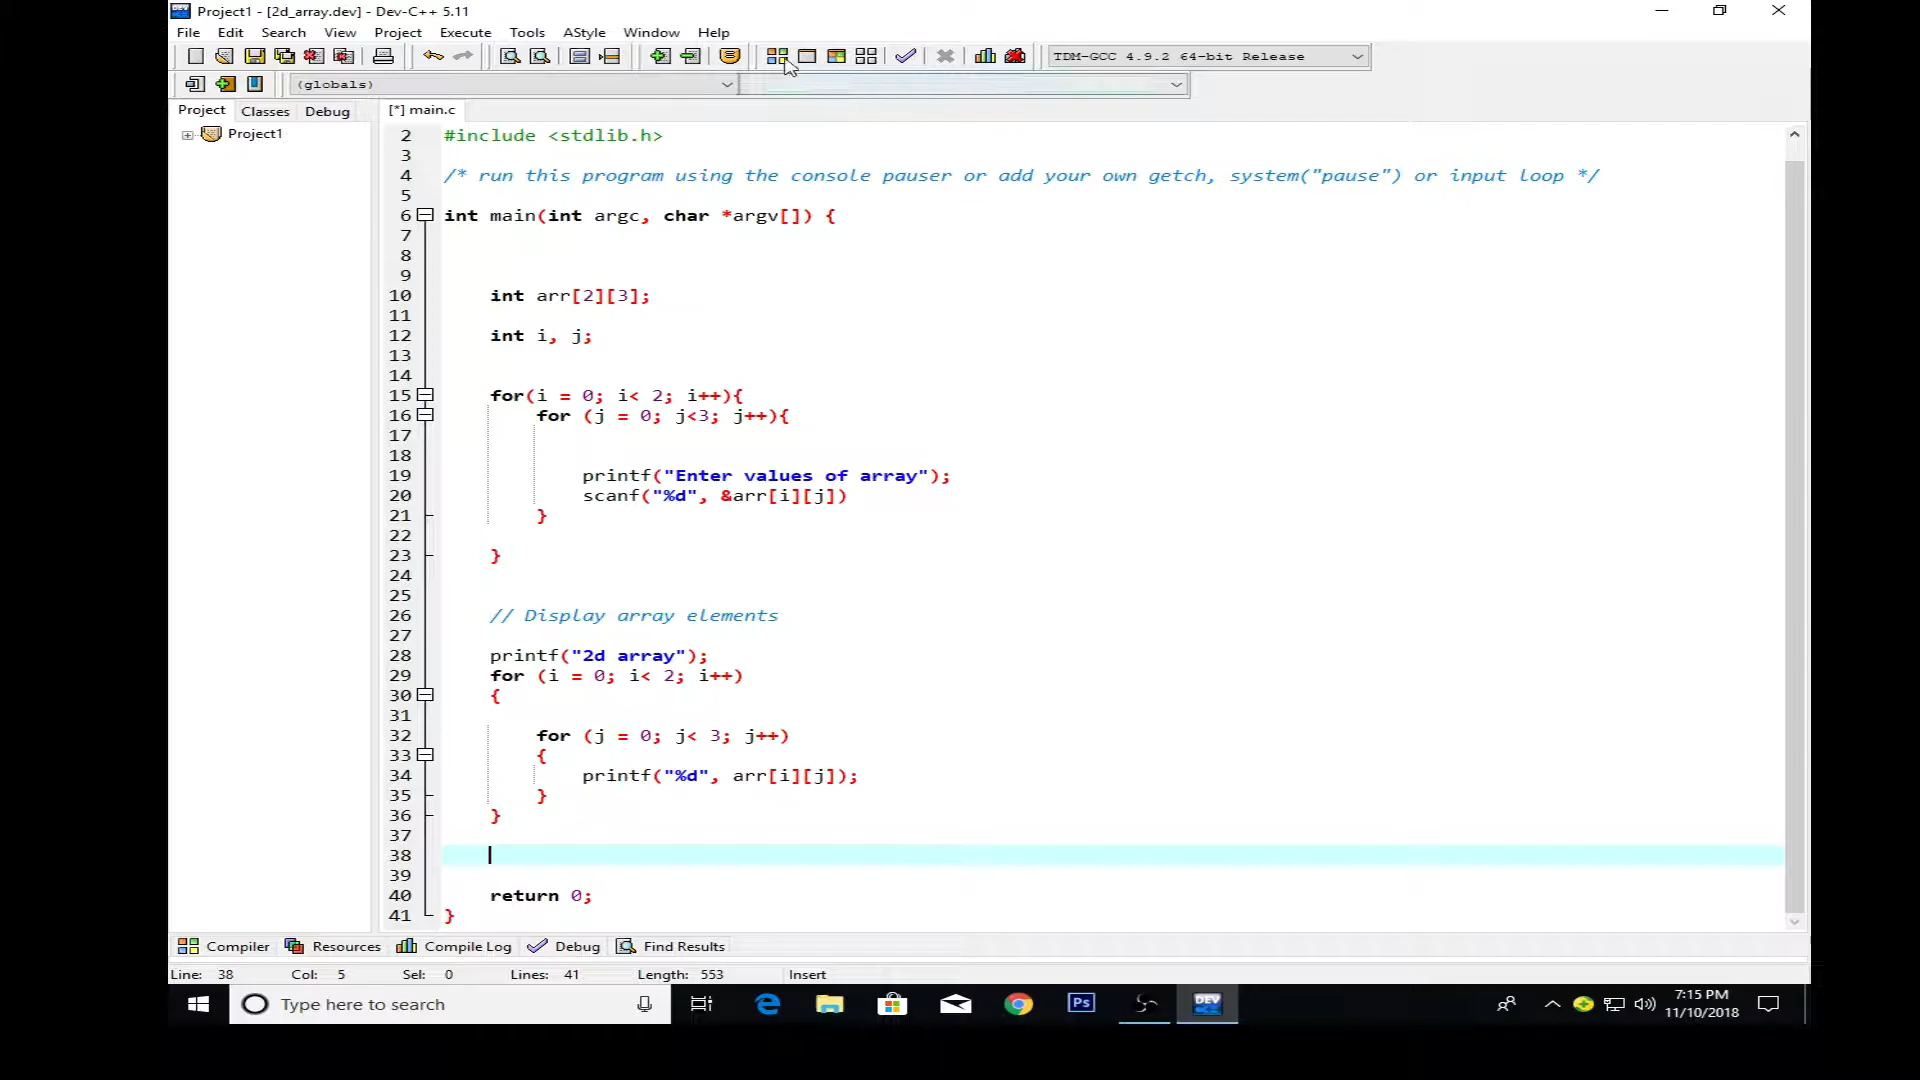 Project1 - [2d_array.dev] - Dev-C++ 5.11
File Edit Search View Project Execute Tools AStyle Window Help
TDM-GCC 4.9.2 64-bit Release
(globals)
Project Classes Debug [*] main.c
Project1
2 #include <stdlib.h>
3
4 /* run this program using the console pauser or add your own getch, system("pause") or input loop */
5
6 int main(int argc, char *argv[]) {
7
8
9
10 int arr[2][3];
11
12 int i, j;
13
14
15 for(i = 0; i< 2; i++){
16 for (j = 0; j<3; j++){
17
18
19 printf("Enter values of array");
20 scanf("%d", &arr[i][j])
21 }
22
23 }
24
25
26 // Display array elements
27
28 printf("2d array");
29 for (i = 0; i< 2; i++)
30 {
31
32 for (j = 0; j< 3; j++)
33 {
34 printf("%d", arr[i][j]);
35 }
36 }
37
38
39
40 return 0;
41 }
Compiler Resources Compile Log Debug Find Results
Line: 38 Col: 5 Sel: 0 Lines: 41 Length: 553 Insert
Type here to search
Ps
DEV
7:15 PM
11/10/2018